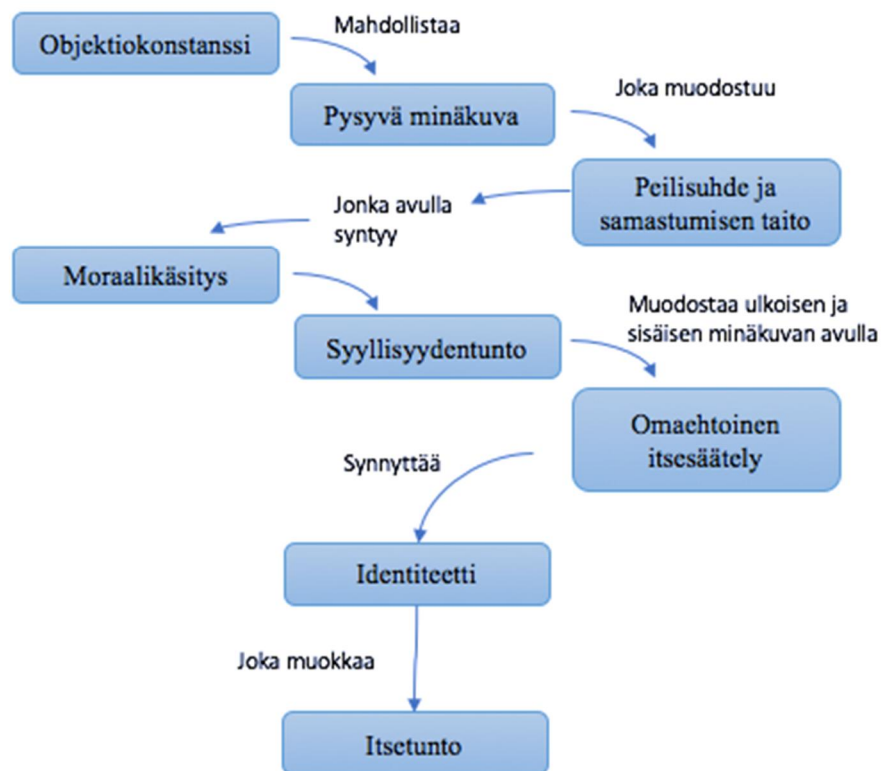 Objektiokonstanssi
Mahdollistaa
Pysyvä minäkuva
Joka muodostuu
Peilisuhde ja
samastumisen taito
Jonka avulla
syntyy
Moraalikäsitys
Syyllisyydentunto
Muodostaa ulkoisen ja
sisäisen minäkuvan avulla
Omaehtoinen
itsesäätely
Synnyttää
Identiteetti
Joka muokkaa
Itsetunto